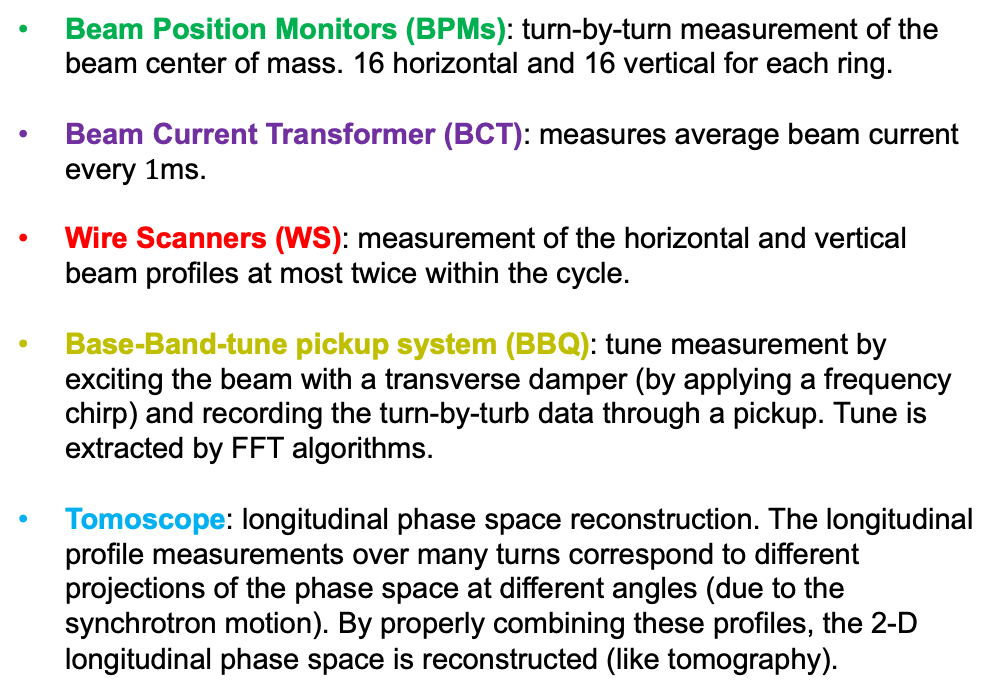 • Beam Position Monitors (BPMs): turn-by-turn measurement of the
beam center of mass. 16 horizontal and 16 vertical for each ring.
• Beam Current Transformer (BCT): measures average beam current
every 1ms.
• Wire Scanners (WS): measurement of the horizontal and vertical
beam profiles at most twice within the cycle.
• Base-Band-tune pickup system (BBQ): tune measurement by
exciting the beam with a transverse damper (by applying a frequency
chirp) and recording the turn-by-turb data through a pickup. Tune is
extracted by FFT algorithms.
• Tomoscope: longitudinal phase space reconstruction. The longitudinal
profile measurements over many turns correspond to different
projections of the phase space at different angles (due to the
synchrotron motion). By properly combining these profiles, the 2-D
longitudinal phase space is reconstructed (like tomography).